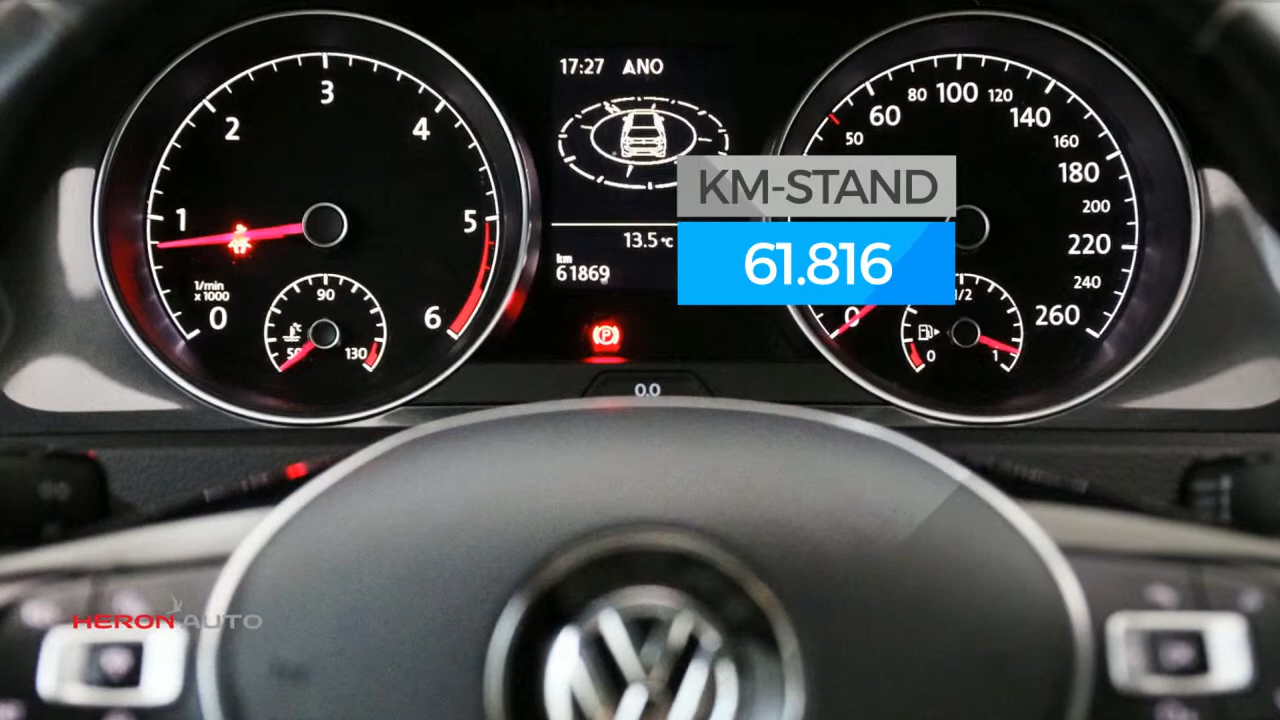 17:27 ANO
KM-STAND
61.816
13.5°C
km
61869
0.0
1/min
x 1000
0 1 2 3 4 5 6
50 90 130
°C
0 50 60 80 100 120 140 160 180 200 220 240 260
0 1/2 1
P
HERON AUTO